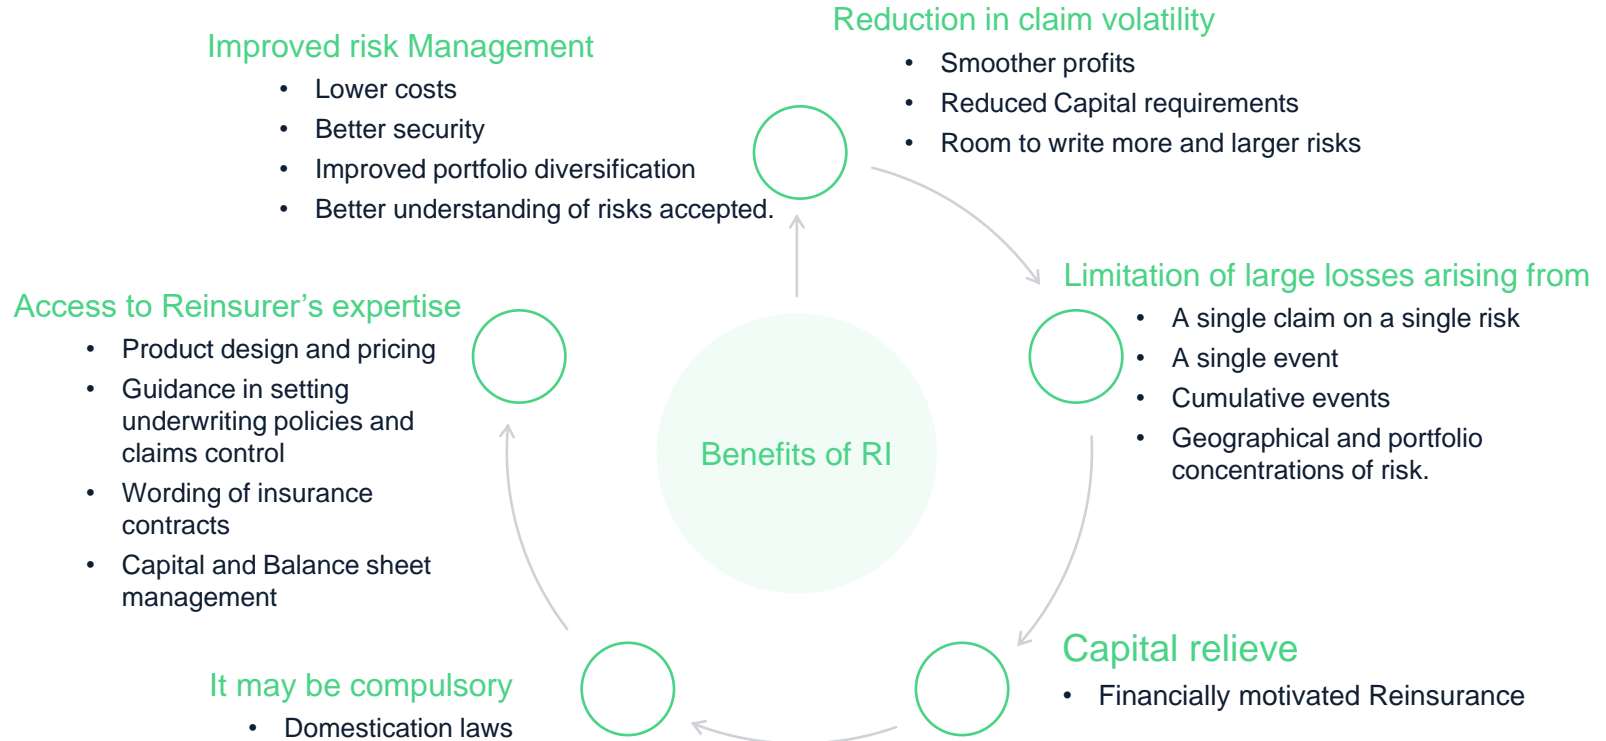 Reduction in claim volatility
• Smoother profits
• Reduced Capital requirements
• Room to write more and larger risks
Improved risk Management
• Lower costs
• Better security
• Improved portfolio diversification
• Better understanding of risks accepted.
Limitation of large losses arising from
• A single claim on a single risk
• A single event
• Cumulative events
• Geographical and portfolio
concentrations of risk.
Access to Reinsurer’s expertise
• Product design and pricing
• Guidance in setting
underwriting policies and
claims control
• Wording of insurance
contracts
• Capital and Balance sheet
management
Benefits of RI
Capital relieve
• Financially motivated Reinsurance
It may be compulsory
• Domestication laws